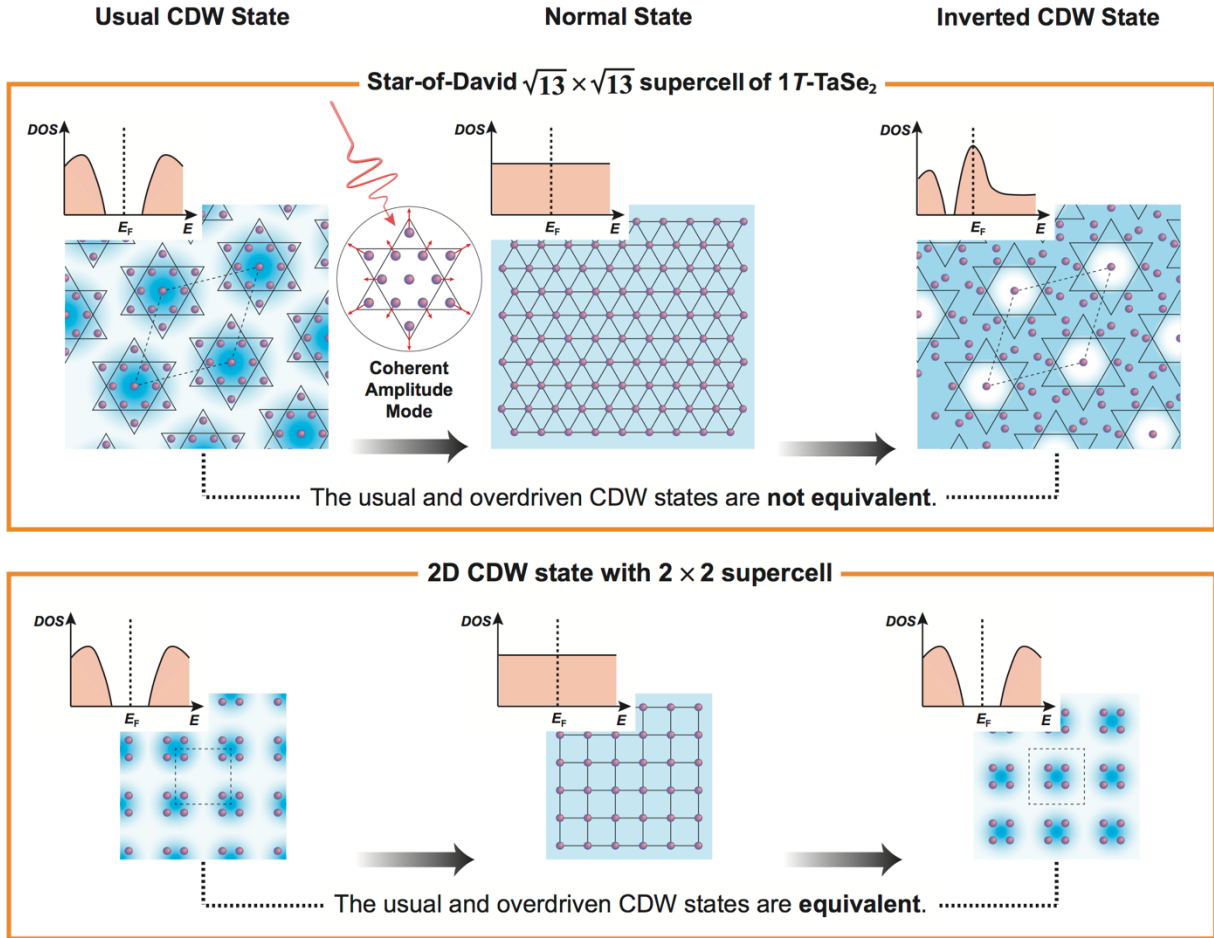 Usual CDW State
Normal State
Inverted CDW State
Star-of-David √13 × √13 supercell of 1T-TaSe₂
DOS
E_F
E
DOS
E_F
E
DOS
E_F
E
Coherent
Amplitude
Mode
The usual and overdriven CDW states are not equivalent.
2D CDW state with 2 × 2 supercell
DOS
E_F
E
DOS
E_F
E
DOS
E_F
E
The usual and overdriven CDW states are equivalent.